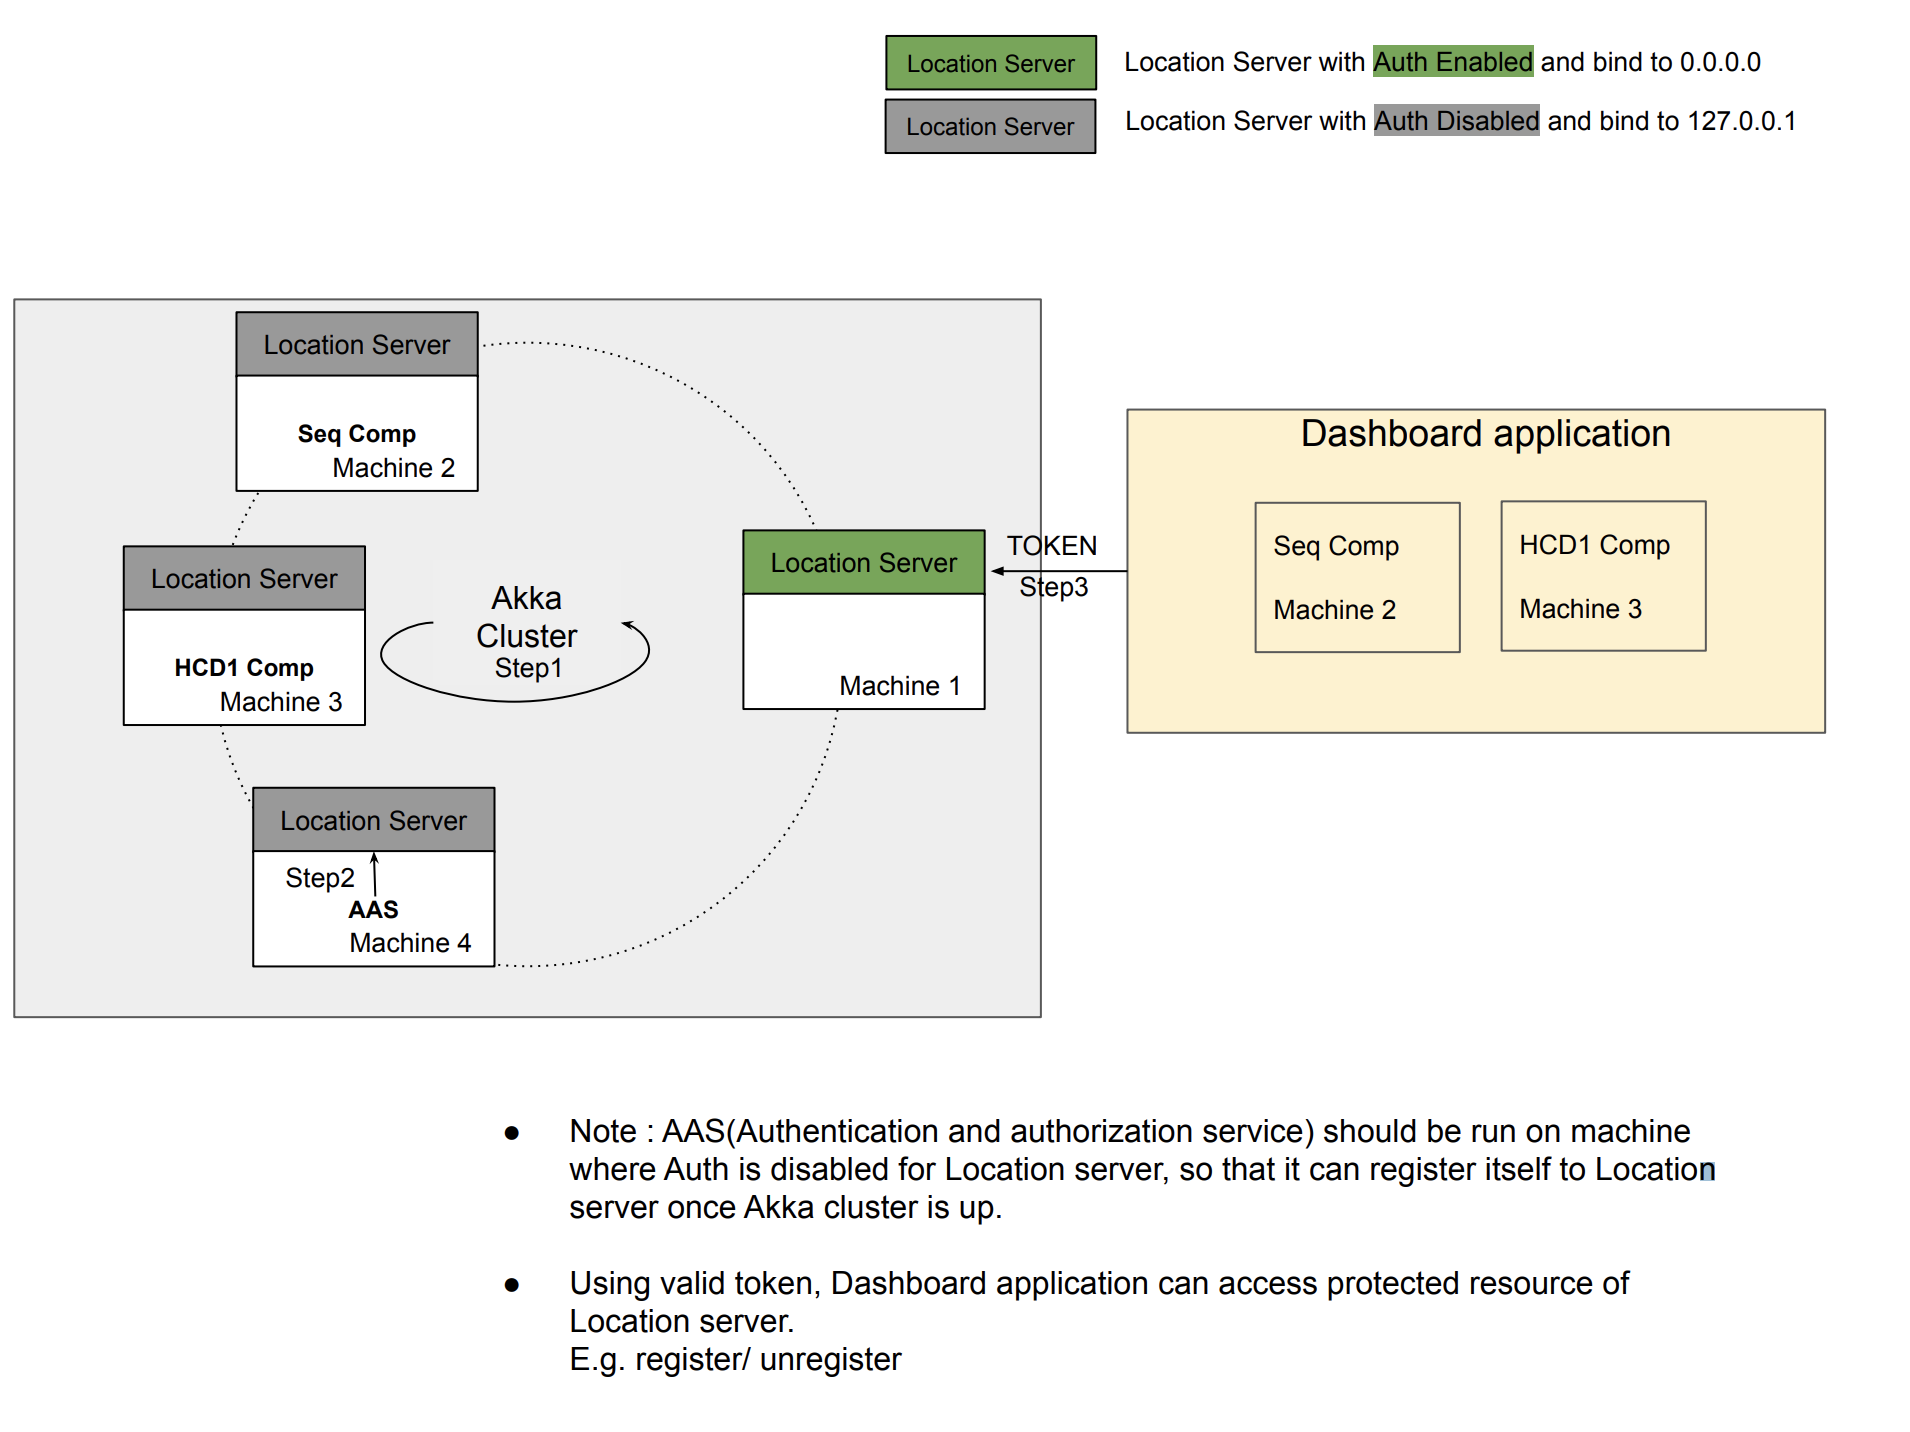 Location Server
Location Server with Auth Enabled and bind to 0.0.0.0
Location Server
Location Server with Auth Disabled and bind to 127.0.0.1
Location Server
Seq Comp
Machine 2
Location Server
HCD1 Comp
Machine 3
Akka
Cluster
Step1
Location Server
Machine 1
Location Server
Step2
AAS
Machine 4
TOKEN
Step3
Dashboard application
Seq Comp
Machine 2
HCD1 Comp
Machine 3
● Note : AAS(Authentication and authorization service) should be run on machine
where Auth is disabled for Location server, so that it can register itself to Location
server once Akka cluster is up.
● Using valid token, Dashboard application can access protected resource of
Location server.
E.g. register/ unregister